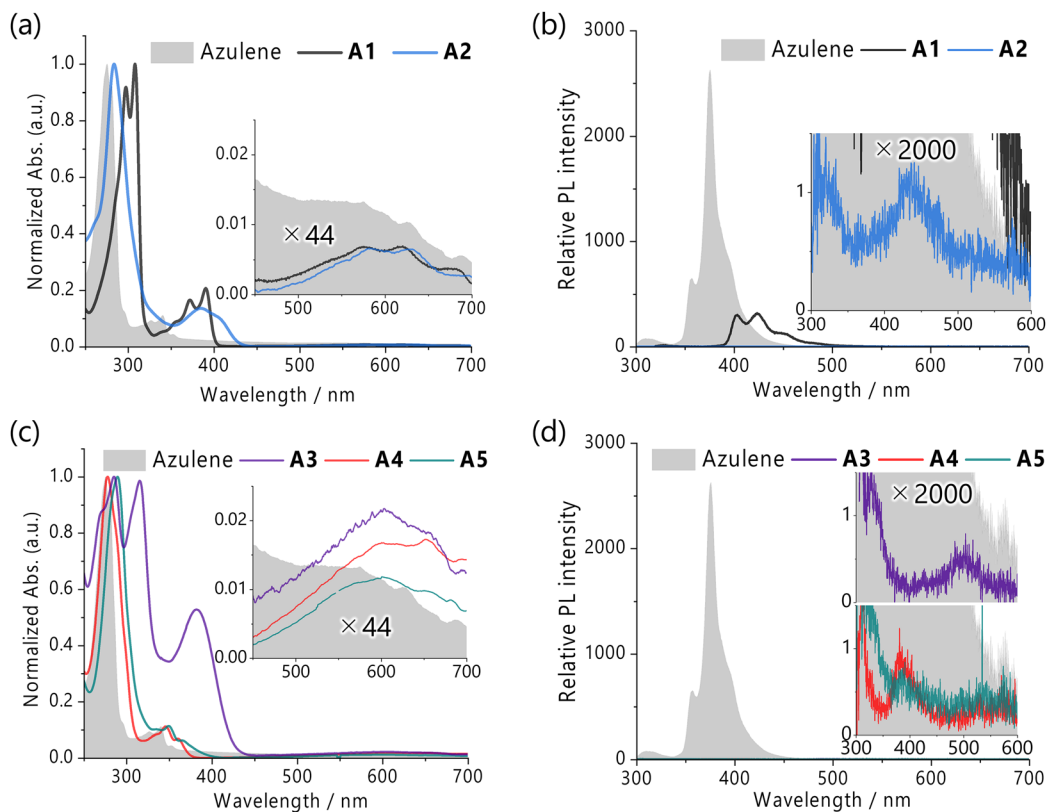 (a)
Azulene A1 A2
Normalized Abs. (a.u.)
1.0
0.8
0.6
0.4
0.2
0.0
0.02
0.01
0.00
× 44
500 600 700
300 400 500 600 700
Wavelength / nm
(b)
Azulene A1 A2
Relative PL intensity
3000
2500
2000
1000
300
0
× 2000
1
0
300 400 500 600
300 400 500 600 700
Wavelength / nm
(c)
Azulene A3 A4 A5
Normalized Abs. (a.u.)
1.0
0.8
0.6
0.4
0.2
0.0
0.02
0.01
0.00
× 44
500 600 700
300 400 500 600 700
Wavelength / nm
(d)
Azulene A3 A4 A5
Relative PL intensity
3000
2500
2000
1000
300
0
× 2000
1
0
1
0
300 400 500 600
300 400 500 600 700
Wavelength / nm